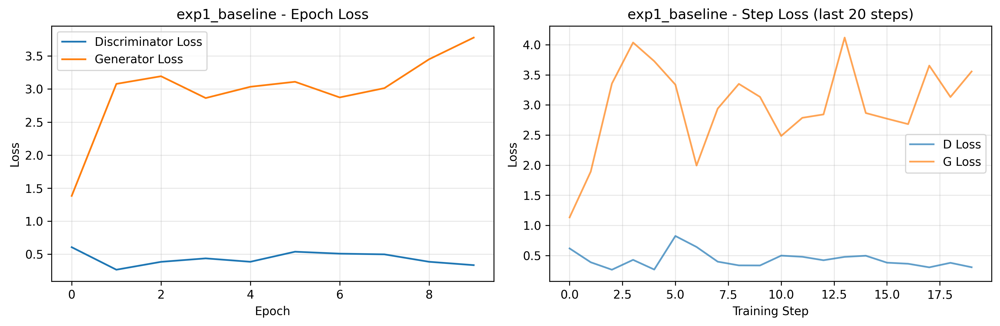 exp1_baseline - Epoch Loss
Discriminator Loss
Generator Loss
3.5
3.0
2.5
2.0
1.5
1.0
0.5
Loss
0 2 4 6 8
Epoch
exp1_baseline - Step Loss (last 20 steps)
4.0
3.5
3.0
2.5
2.0
1.5
1.0
0.5
Loss
D Loss
G Loss
0.0 2.5 5.0 7.5 10.0 12.5 15.0 17.5
Training Step